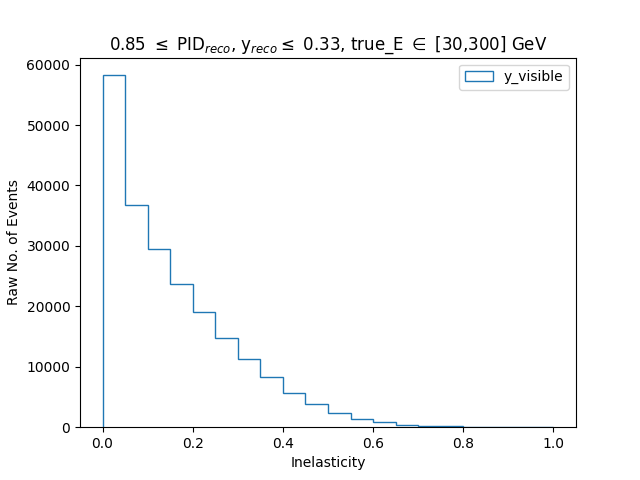 0.85 ≤ PID_reco, y_reco ≤ 0.33, true_E ∈ [30,300] GeV
y_visible
60000
50000
40000
30000
20000
10000
0
Raw No. of Events
0.0 0.2 0.4 0.6 0.8 1.0
Inelasticity